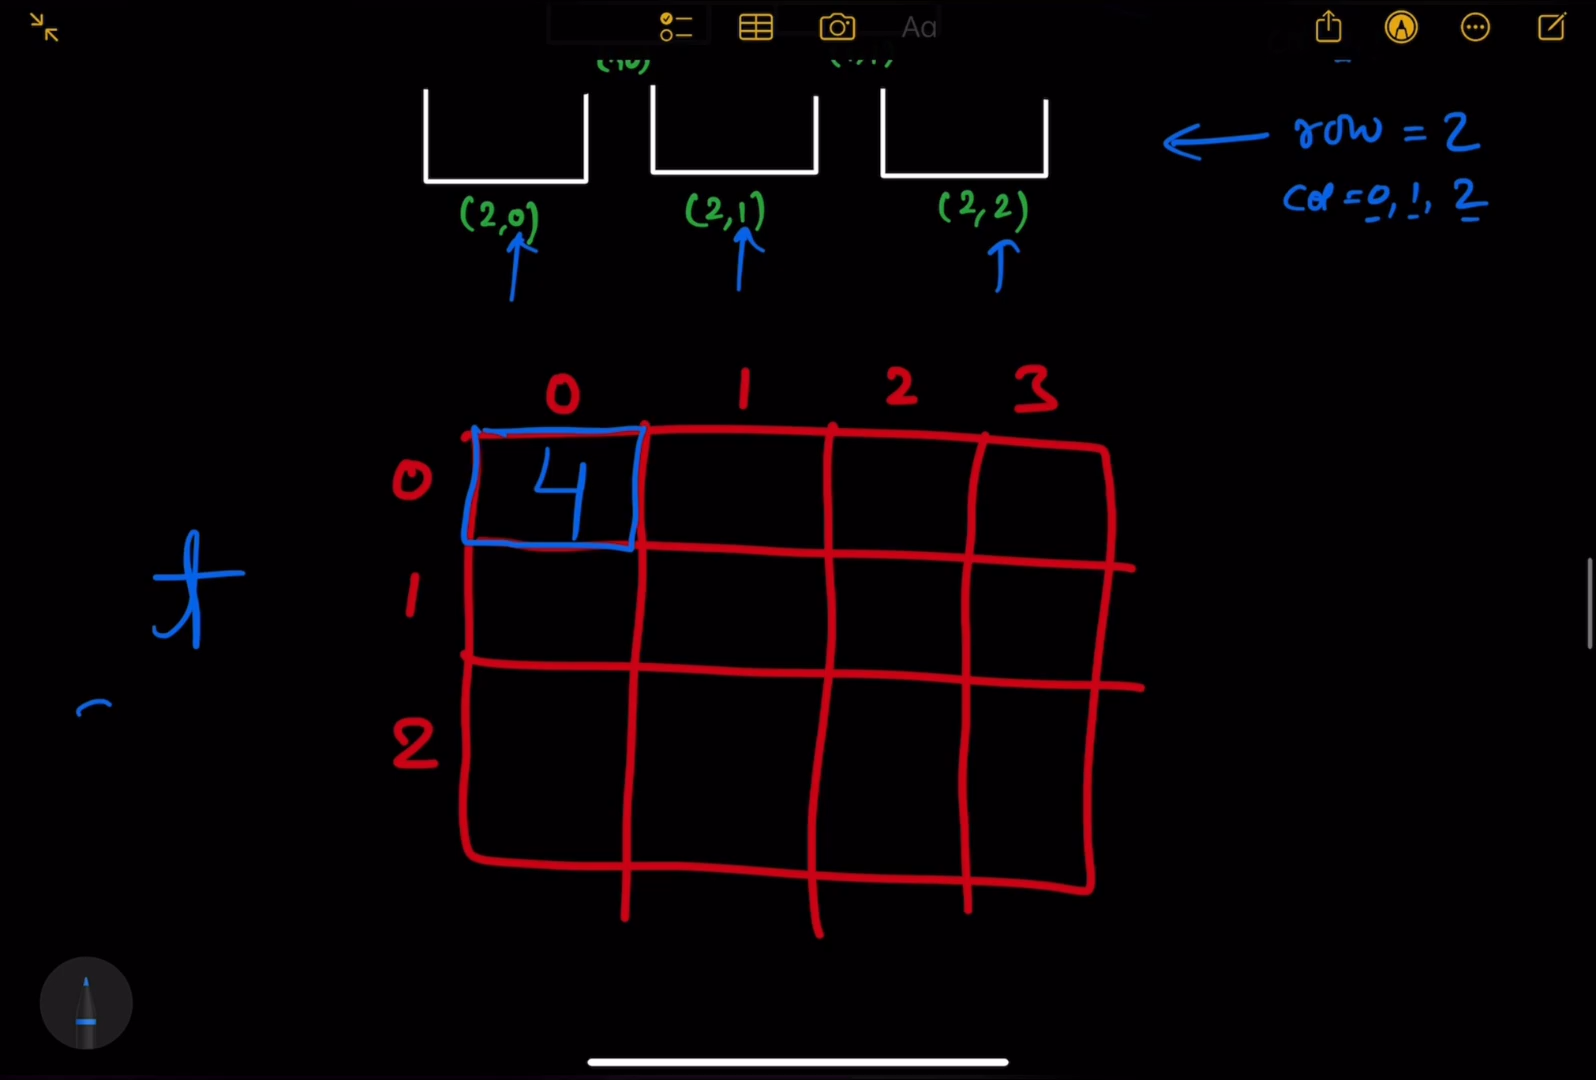 Aa
row = 2
col = 0, 1, 2
(2,0) (2,1) (2,2)
0 1 2 3
0 4
1
2